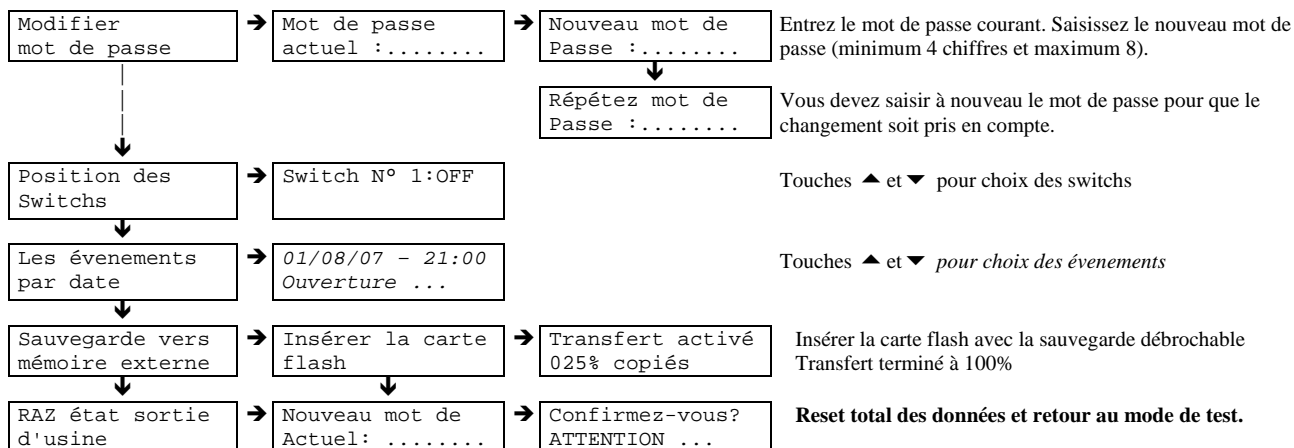 Modifier
mot de passe
Mot de passe
actuel :........
Nouveau mot de
Passe :........
Entrez le mot de passe courant. Saisissez le nouveau mot de
passe (minimum 4 chiffres et maximum 8).
Répétez mot de
Passe :........
Vous devez saisir à nouveau le mot de passe pour que le
changement soit pris en compte.
Position des
Switchs
Switch N° 1:OFF
Touches ▲ et ▼ pour choix des switchs
Les évenements
par date
01/08/07 – 21:00
Ouverture ...
Touches ▲ et ▼ pour choix des évenements
Sauvegarde vers
mémoire externe
Insérer la carte
flash
Transfert activé
025% copiés
Insérer la carte flash avec la sauvegarde débrochable
Transfert terminé à 100%
RAZ état sortie
d'usine
Nouveau mot de
Actuel: ........
Confirmez-vous?
ATTENTION ...
Reset total des données et retour au mode de test.